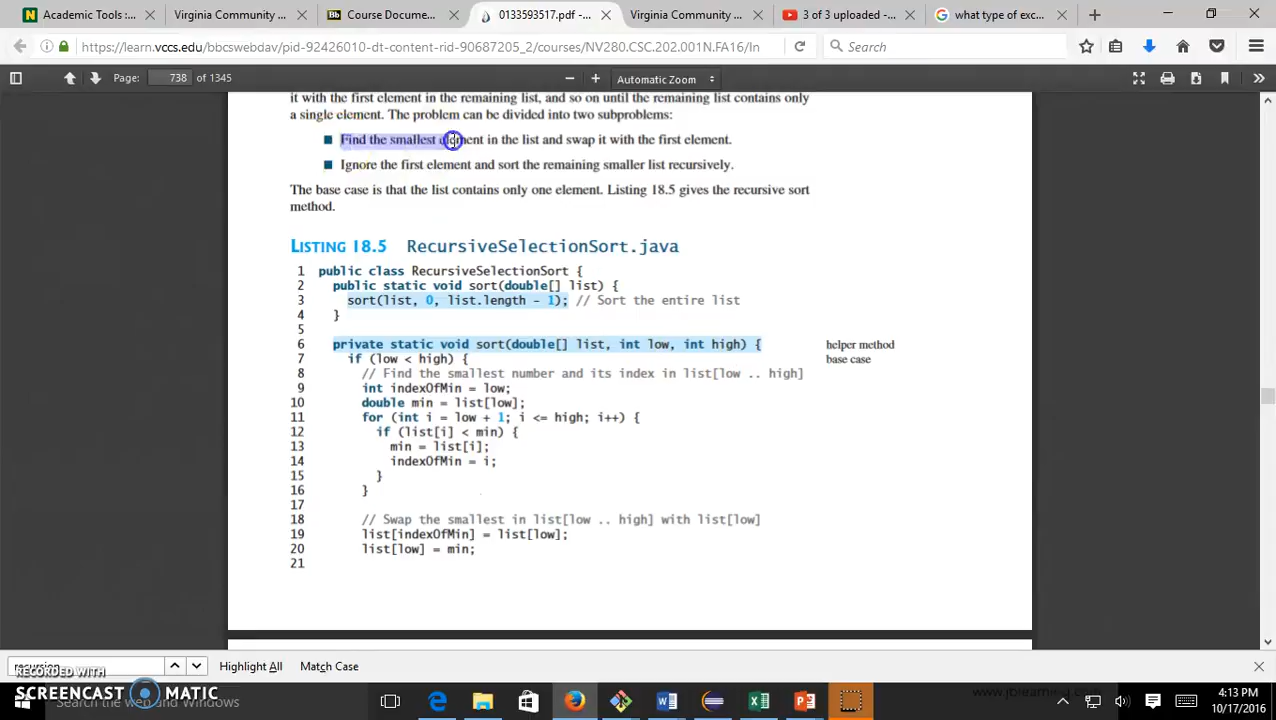 Academic Tools : ...
Virginia Community ...
Course Documents...
0133593517.pdf - ...
Virginia Community ...
3 of 3 uploaded - ...
what type of exc...
https://learn.vccs.edu/bbcswebdav/pid-92426010-dt-content-rid-90687205_2/courses/NV280.CSC.202.001N.FA16/In
Search
Page: 738 of 1345
Automatic Zoom
it with the first element in the remaining list, and so on until the remaining list contains only
a single element. The problem can be divided into two subproblems:
■ Find the smallest element in the list and swap it with the first element.
■ Ignore the first element and sort the remaining smaller list recursively.
The base case is that the list contains only one element. Listing 18.5 gives the recursive sort
method.
LISTING 18.5 RecursiveSelectionSort.java
1 public class RecursiveSelectionSort {
2 public static void sort(double[] list) {
3 sort(list, 0, list.length - 1); // Sort the entire list
4 }
5
6 private static void sort(double[] list, int low, int high) { helper method
7 if (low < high) { base case
8 // Find the smallest number and its index in list[low .. high]
9 int indexOfMin = low;
10 double min = list[low];
11 for (int i = low + 1; i <= high; i++) {
12 if (list[i] < min) {
13 min = list[i];
14 indexOfMin = i;
15 }
16 }
17
18 // Swap the smallest in list[low .. high] with list[low]
19 list[indexOfMin] = list[low];
20 list[low] = min;
21
Highlight All
Match Case
RECORDED WITH
SCREENCAST MATIC
Search the web and Windows
www.jblearning.com
4:13 PM
10/17/2016